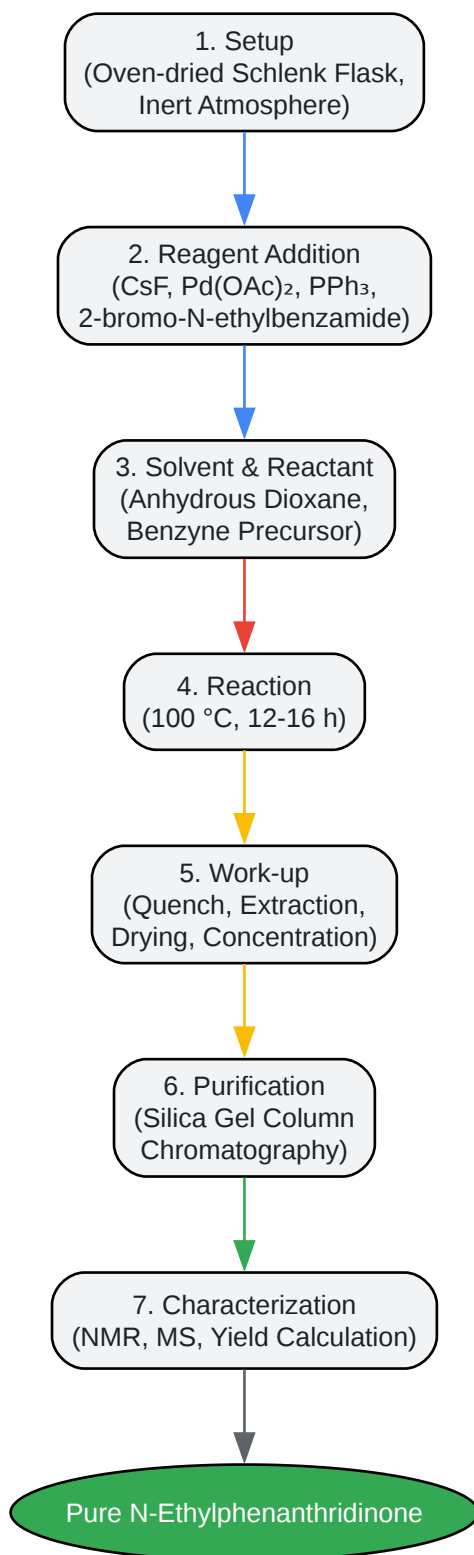 1. Setup
(Oven-dried Schlenk Flask,
Inert Atmosphere)
2. Reagent Addition
(CsF, Pd(OAc)₂, PPh₃,
2-bromo-N-ethylbenzamide)
3. Solvent & Reactant
(Anhydrous Dioxane,
Benzyne Precursor)
4. Reaction
(100 °C, 12-16 h)
5. Work-up
(Quench, Extraction,
Drying, Concentration)
6. Purification
(Silica Gel Column
Chromatography)
7. Characterization
(NMR, MS, Yield Calculation)
Pure N-Ethylphenanthridinone